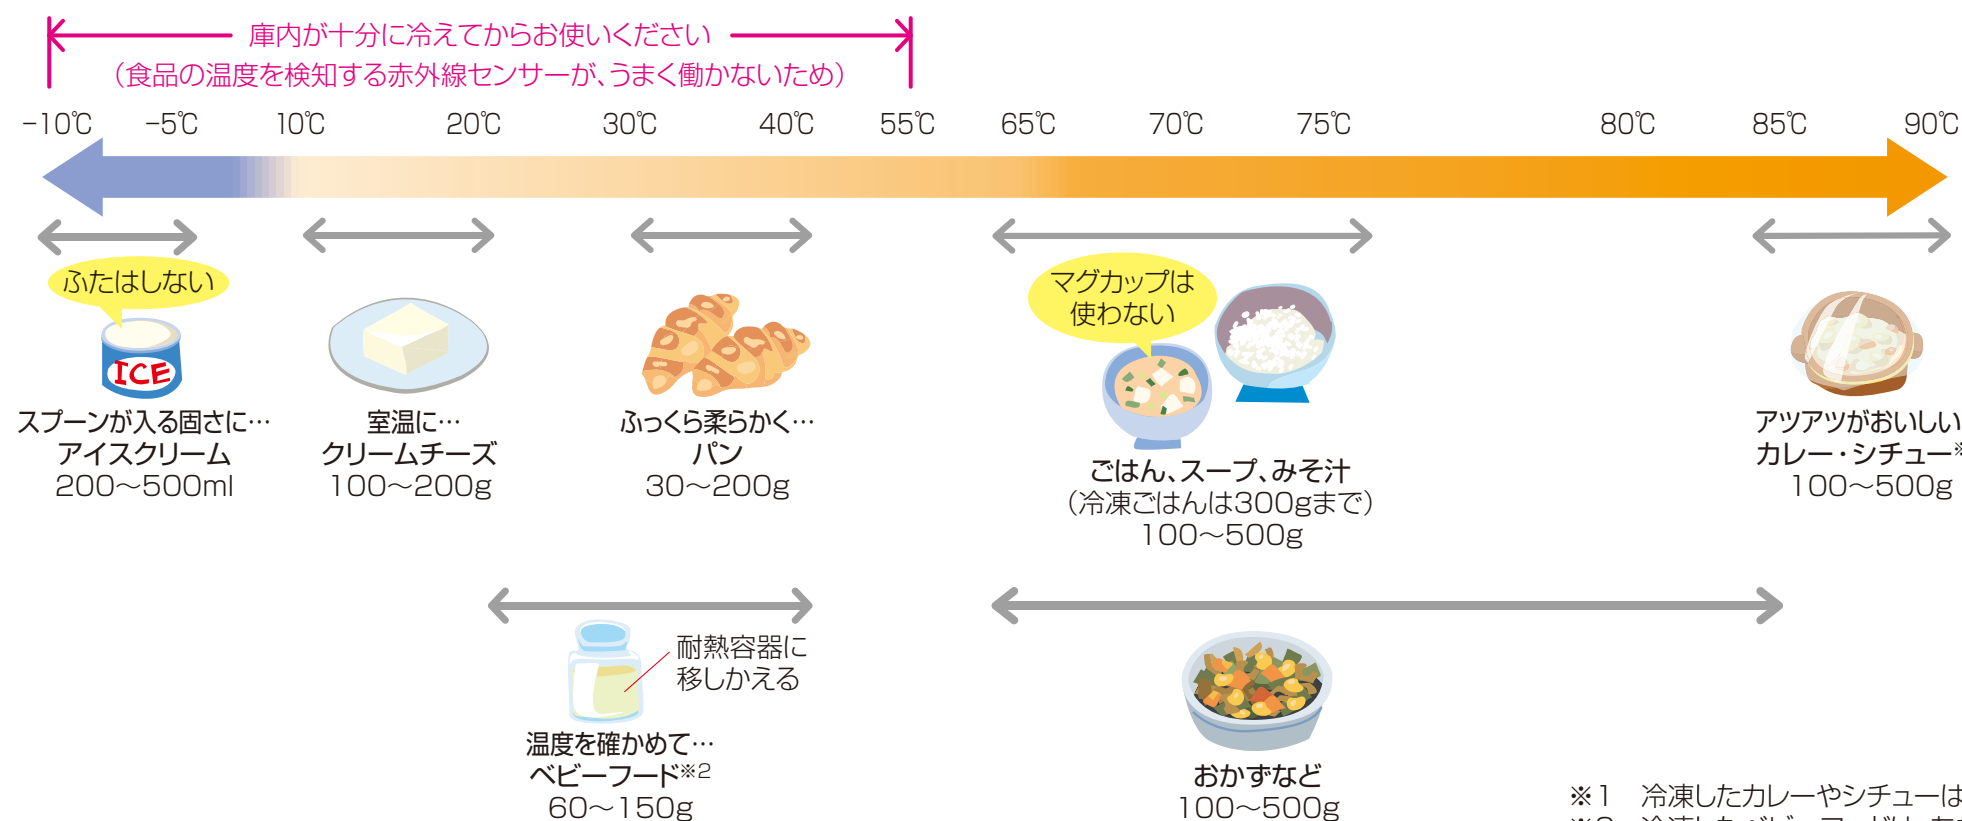 庫内が十分に冷えてからお使いください
(食品の温度を検知する赤外線センサーが、うまく働かないため)
−10℃ −5℃ 10℃ 20℃ 30℃ 40℃ 55℃ 65℃ 70℃ 75℃ 80℃ 85℃ 90℃
ふたはしない
ICE
スプーンが入る固さに…
アイスクリーム
200〜500ml
室温に…
クリームチーズ
100〜200g
ふっくら柔らかく…
パン
30〜200g
マグカップは
使わない
ごはん、スープ、みそ汁
(冷凍ごはんは300gまで)
100〜500g
アツアツがおいしい
カレー・シチュー※
100〜500g
耐熱容器に
移しかえる
温度を確かめて…
ベビーフード※2
60〜150g
おかずなど
100〜500g
※1 冷凍したカレーやシチューは